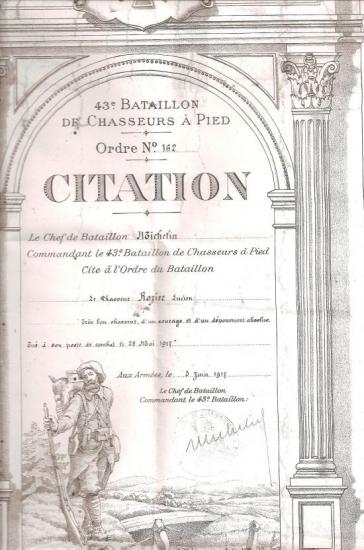 43e BATAILLON
DE CHASSEURS À PIED
Ordre No 162
CITATION
Le Chef de Bataillon Michelin
Commandant le 43e Bataillon de Chasseurs à Pied
Cite à l'Ordre du Bataillon
Le Chasseur Rozier Lucien
Très bon chasseur, d'un courage et d'un dévouement absolus.
Tué à son poste de combat le 28 Mai 1917
Aux Armées, le 5 Juin 1917
Le Chef de Bataillon
Commandant le 43e Bataillon:
Michelin